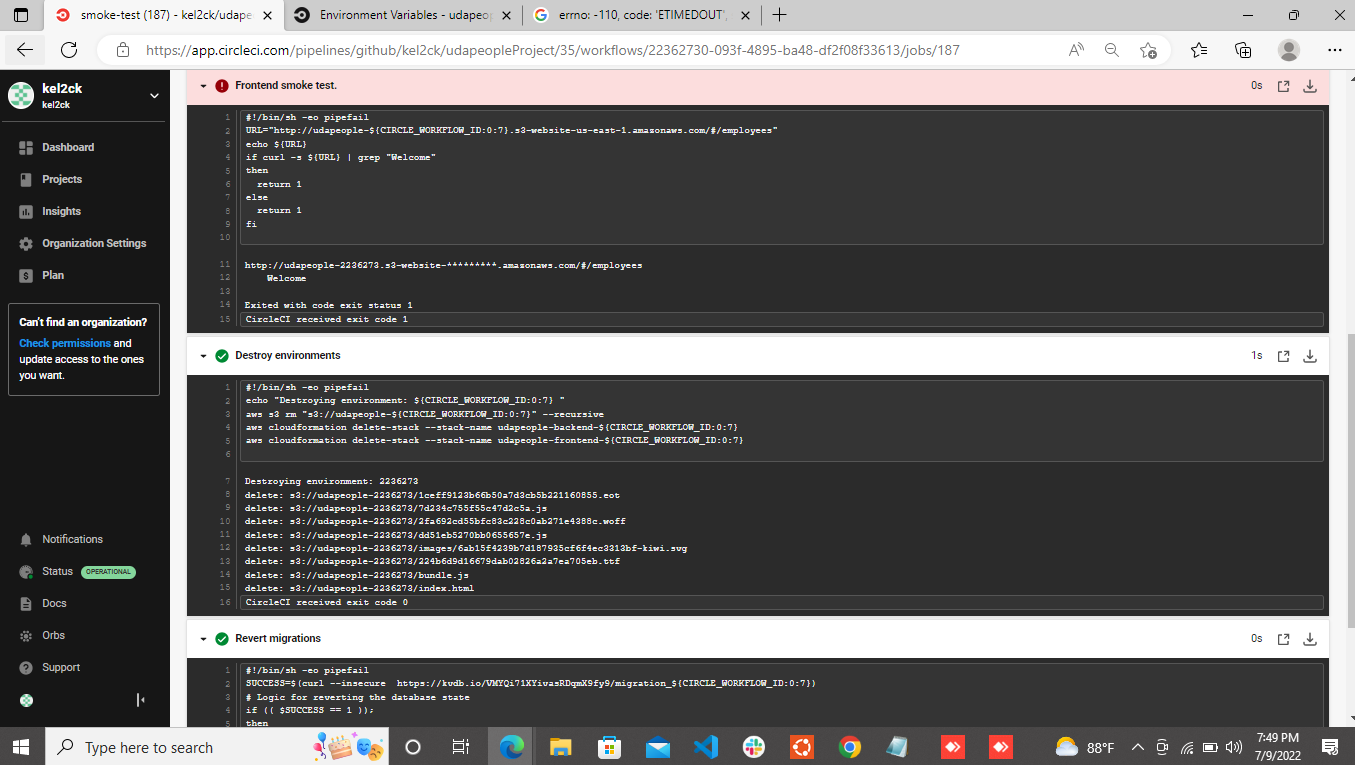 smoke-test (187) - kel2ck/udape
Environment Variables - udapeop
errno: -110, code: 'ETIMEDOUT',
https://app.circleci.com/pipelines/github/kel2ck/udapeopleProject/35/workflows/22362730-093f-4895-ba48-df2f08f33613/jobs/187
kel2ck
kel2ck
Dashboard
Projects
Insights
Organization Settings
Plan
Can't find an organization?
Check permissions and
update access to the ones
you want.
Notifications
Status OPERATIONAL
Docs
Orbs
Support
Frontend smoke test. 0s
1 #!/bin/sh -eo pipefail
2 URL="http://udapeople-${CIRCLE_WORKFLOW_ID:0:7}.s3-website-us-east-1.amazonaws.com/#/employees"
3 echo ${URL}
4 if curl -s ${URL} | grep "Welcome"
5 then
6 return 1
7 else
8 return 1
9 fi
10
11 http://udapeople-2236273.s3-website-*********.amazonaws.com/#/employees
12 Welcome
13
14 Exited with code exit status 1
15 CircleCI received exit code 1
Destroy environments 1s
1 #!/bin/sh -eo pipefail
2 echo "Destroying environment: ${CIRCLE_WORKFLOW_ID:0:7} "
3 aws s3 rm "s3://udapeople-${CIRCLE_WORKFLOW_ID:0:7}" --recursive
4 aws cloudformation delete-stack --stack-name udapeople-backend-${CIRCLE_WORKFLOW_ID:0:7}
5 aws cloudformation delete-stack --stack-name udapeople-frontend-${CIRCLE_WORKFLOW_ID:0:7}
6
7 Destroying environment: 2236273
8 delete: s3://udapeople-2236273/1ceff9123b66b50a7d3cb5b221160855.eot
9 delete: s3://udapeople-2236273/7d234c755f55c47d2c5a.js
10 delete: s3://udapeople-2236273/2fa692cd55bfc83c228c0ab271e4388c.woff
11 delete: s3://udapeople-2236273/dd51eb5270bb0655657e.js
12 delete: s3://udapeople-2236273/images/6ab15f4239b7d187935cf6f4ec3313bf-kiwi.svg
13 delete: s3://udapeople-2236273/224b6d9d16679dab02826a2a7ea705eb.ttf
14 delete: s3://udapeople-2236273/bundle.js
15 delete: s3://udapeople-2236273/index.html
16 CircleCI received exit code 0
Revert migrations 0s
1 #!/bin/sh -eo pipefail
2 SUCCESS=$(curl --insecure https://kvdb.io/VMYQi71XYivasRDqmX9fy9/migration_${CIRCLE_WORKFLOW_ID:0:7})
3 # Logic for reverting the database state
4 if (( $SUCCESS == 1 ));
5 then
Type here to search
88°F
7:49 PM
7/9/2022